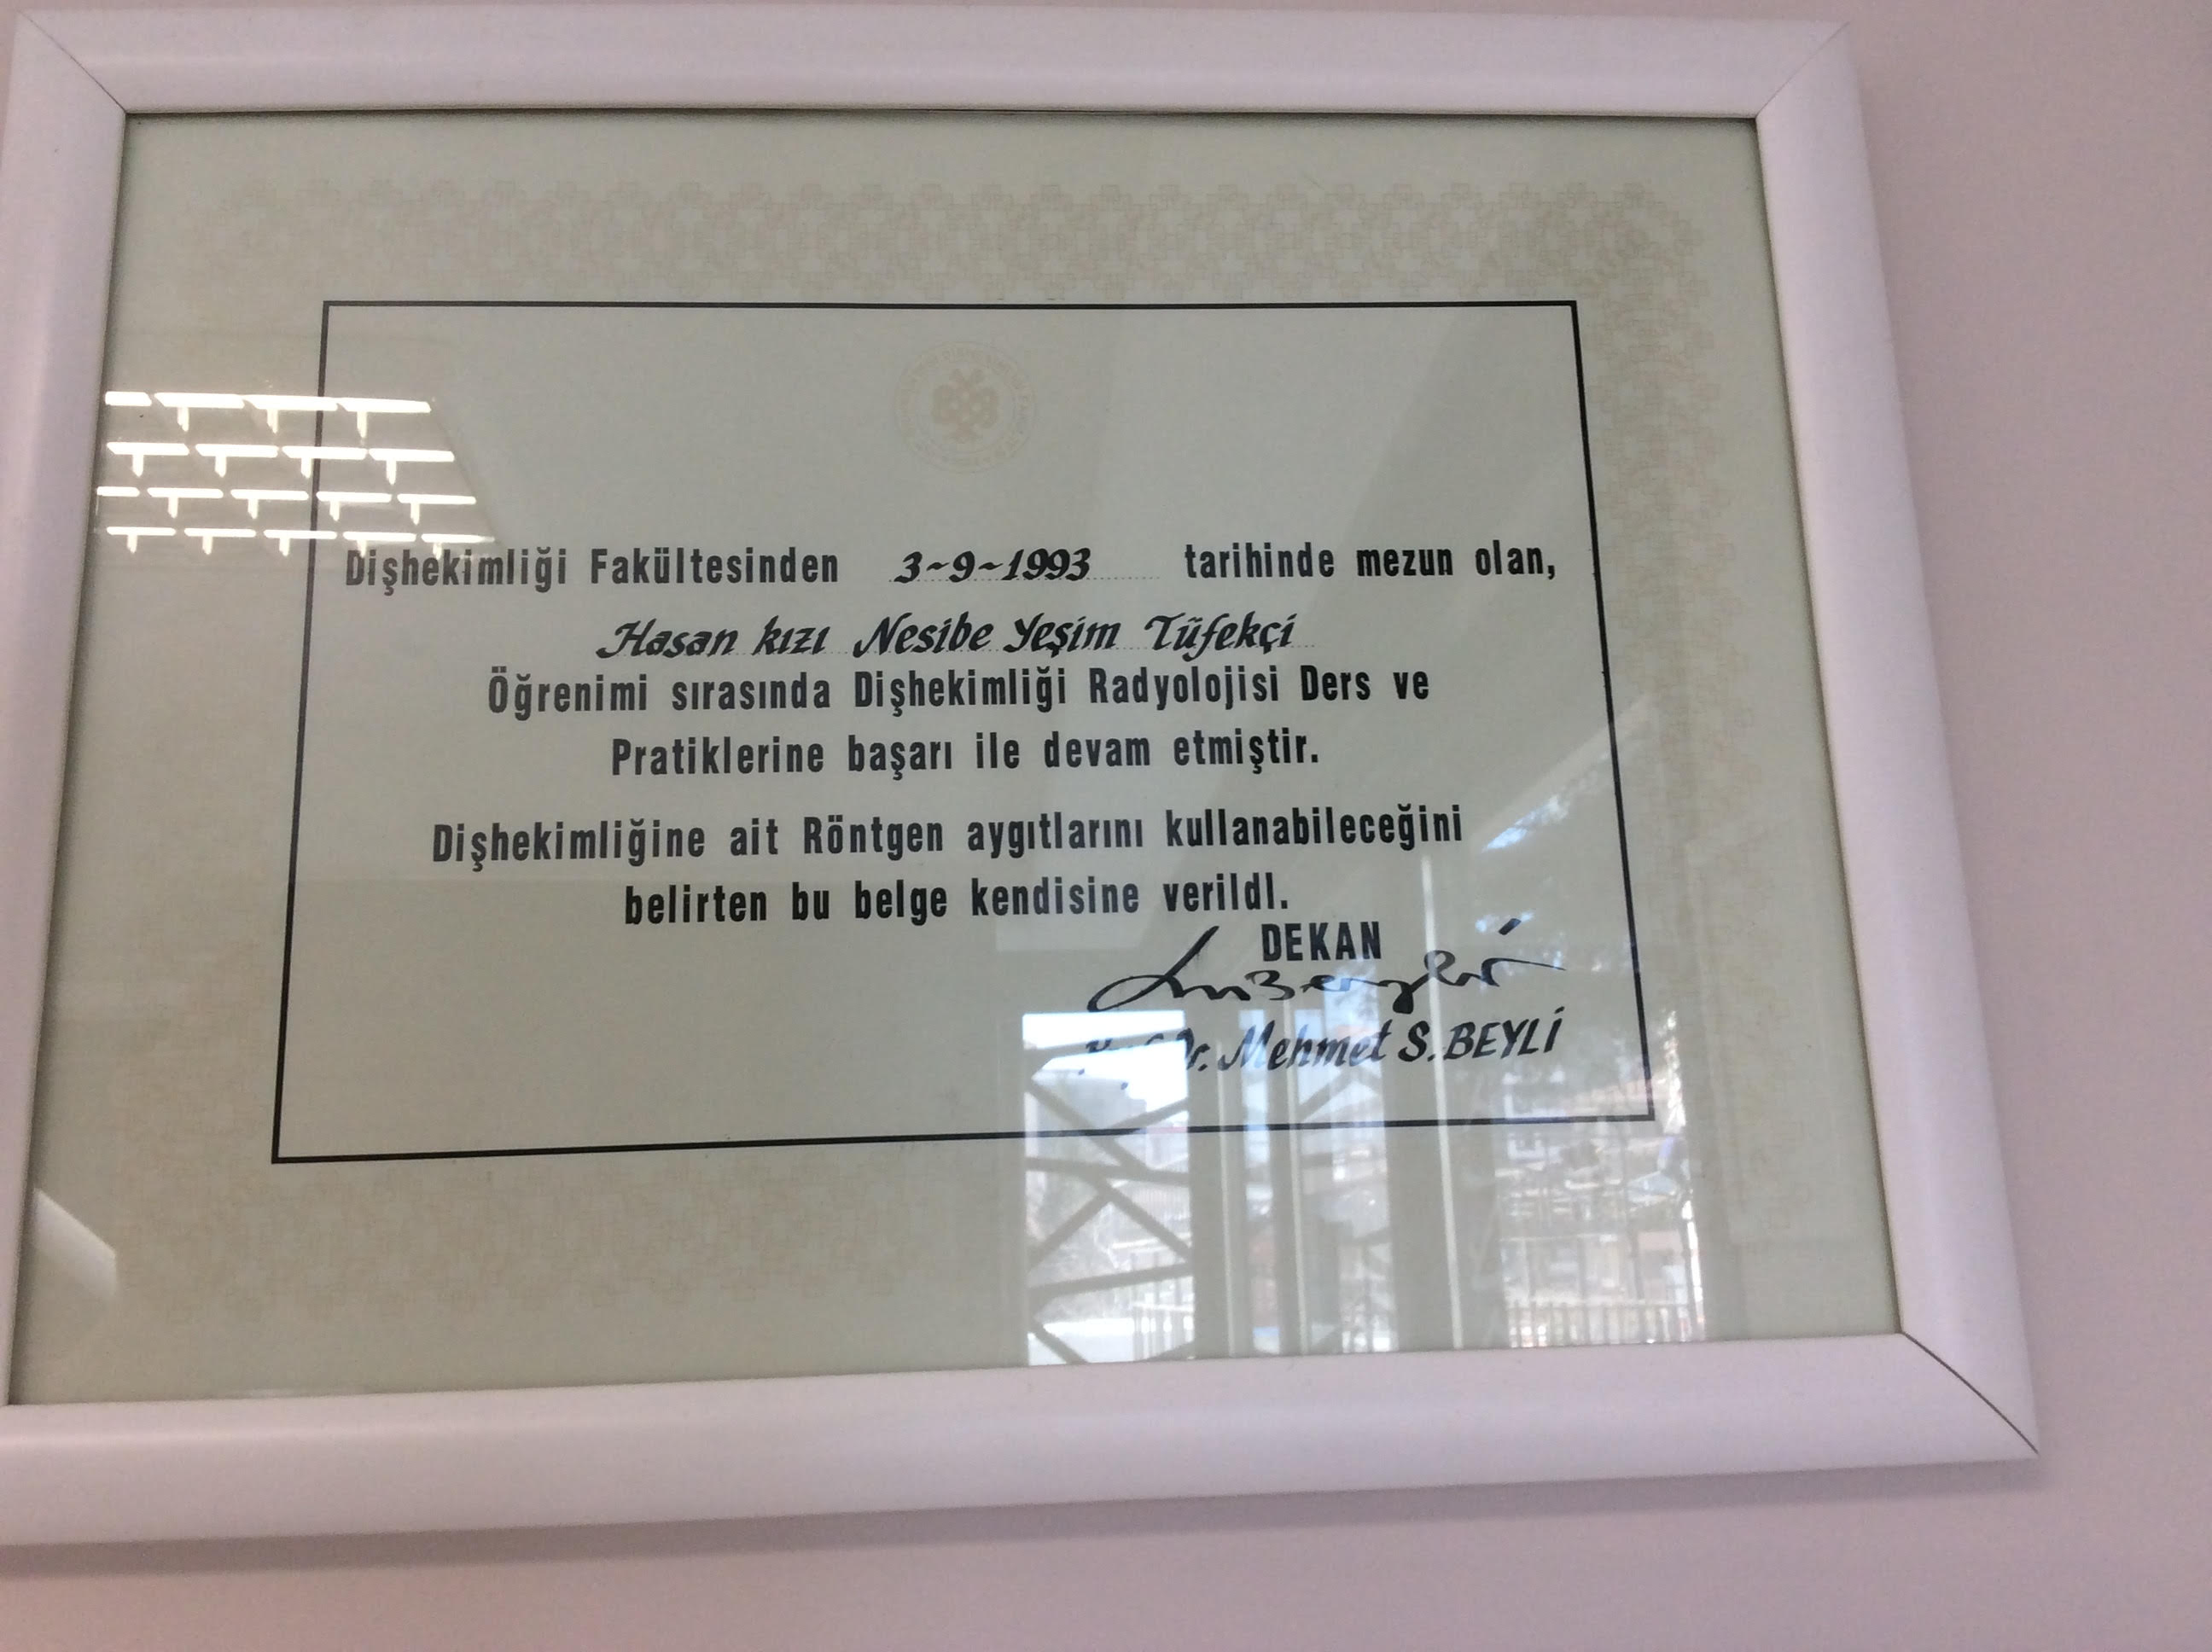 Dişhekimliği Fakültesinden 3~9~1993 tarihinde mezun olan,
Hasan kızı Nesibe Yeşim Tüfekçi
Öğrenimi sırasında Dişhekimliği Radyolojisi Ders ve
Pratiklerine başarı ile devam etmiştir.
Dişhekimliğine ait Röntgen aygıtlarını kullanabileceğini
belirten bu belge kendisine verildI.
DEKAN
Dr. Mehmet S. BEYLİ